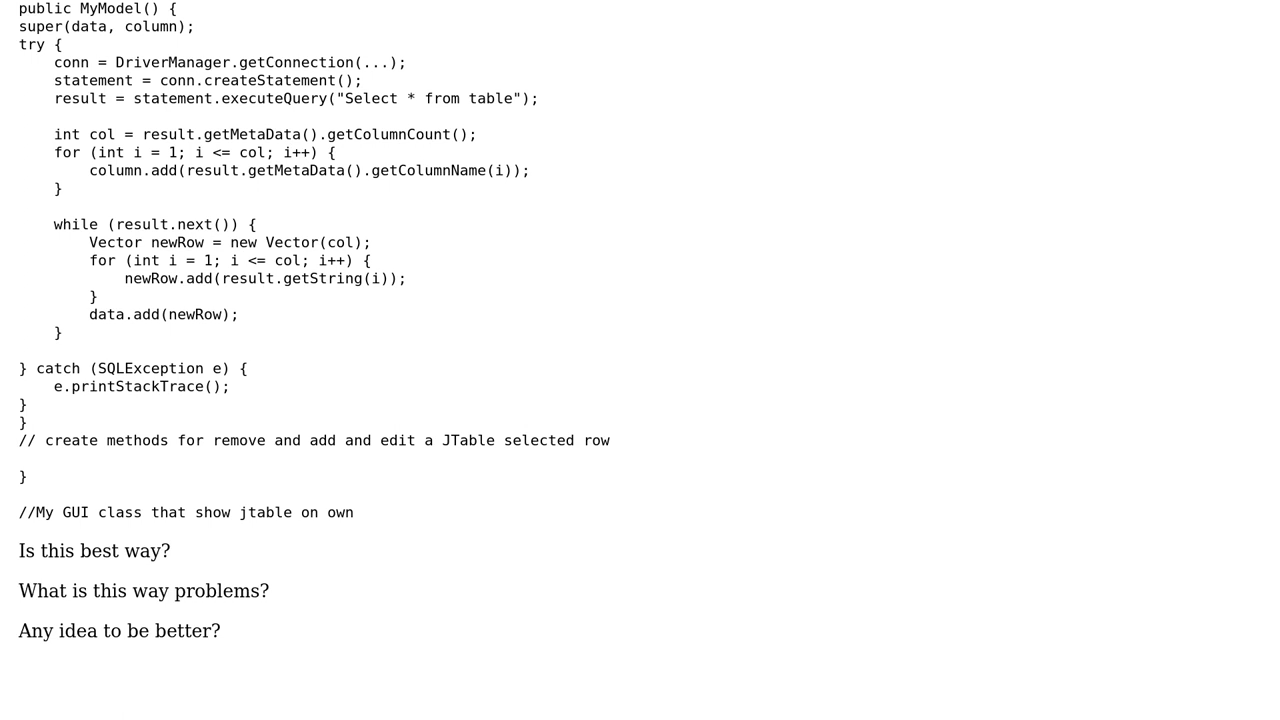 public MyModel() {
super(data, column);
try {
    conn = DriverManager.getConnection(...);
    statement = conn.createStatement();
    result = statement.executeQuery("Select * from table");

    int col = result.getMetaData().getColumnCount();
    for (int i = 1; i <= col; i++) {
        column.add(result.getMetaData().getColumnName(i));
    }

    while (result.next()) {
        Vector newRow = new Vector(col);
        for (int i = 1; i <= col; i++) {
            newRow.add(result.getString(i));
        }
        data.add(newRow);
    }

} catch (SQLException e) {
    e.printStackTrace();
}
}
// create methods for remove and add and edit a JTable selected row

}

//My GUI class that show jtable on own
Is this best way?
What is this way problems?
Any idea to be better?